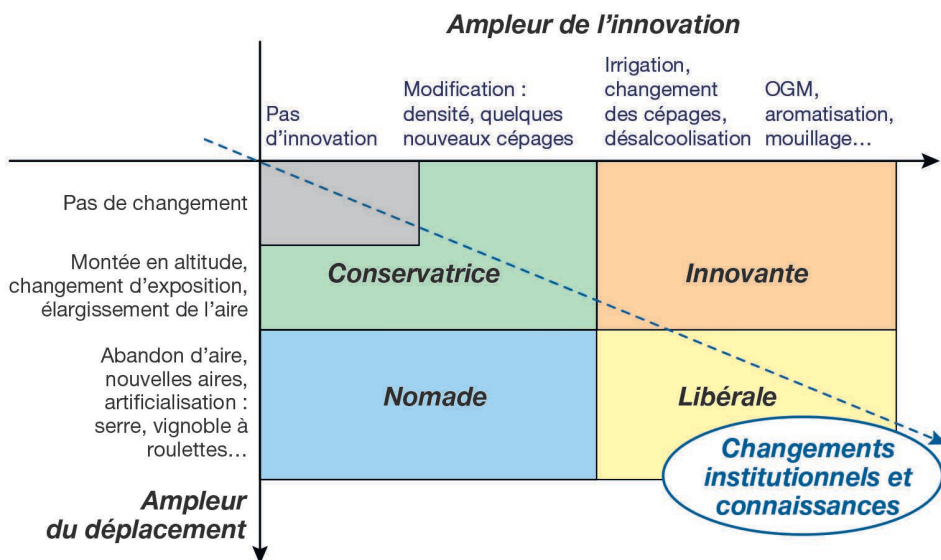 Ampleur de l’innovation
Pas
d’innovation
Modification :
densité, quelques
nouveaux cépages
Irrigation,
changement
des cépages,
désalcoolisation
OGM,
aromatisation,
mouillage…
Pas de changement
Montée en altitude,
changement d’exposition,
élargissement de l’aire
Abandon d’aire,
nouvelles aires,
artificialisation :
serre, vignoble à
roulettes…
Ampleur
du déplacement
Conservatrice
Innovante
Nomade
Libérale
Changements
institutionnels et
connaissances